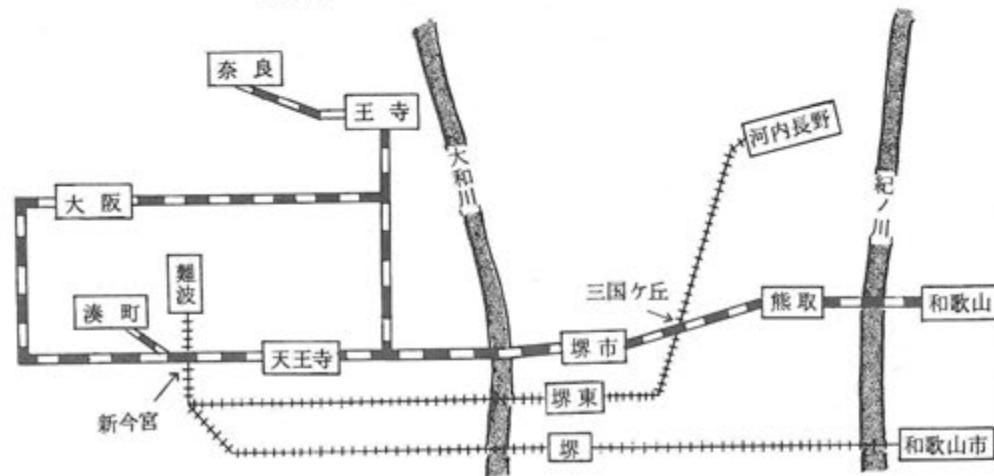 奈良
王寺
大和川
河内長野
紀ノ川
大阪
難波
三国ケ丘
湊町
熊取
和歌山
天王寺
堺市
新今宮
堺東
堺
和歌山市